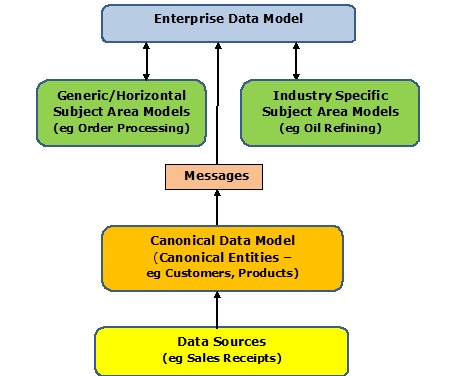 Enterprise Data Model
Generic/Horizontal
Subject Area Models
(eg Order Processing)
Industry Specific
Subject Area Models
(eg Oil Refining)
Messages
Canonical Data Model
(Canonical Entities –
eg Customers, Products)
Data Sources
(eg Sales Receipts)